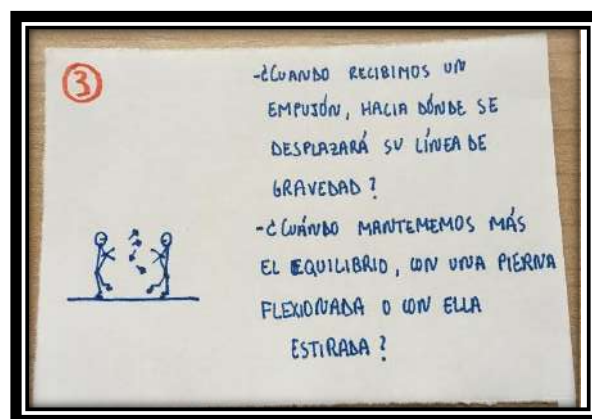 3
-¿CUANDO RECIBIMOS UN
EMPUJÓN, HACIA DÓNDE SE
DESPLAZARÁ SU LÍNEA DE
GRAVEDAD?
-¿CUÁNDO MANTEMEMOS MÁS
EL EQUILIBRIO, CON UNA PIERNA
FLEXIONADA O CON ELLA
ESTIRADA?